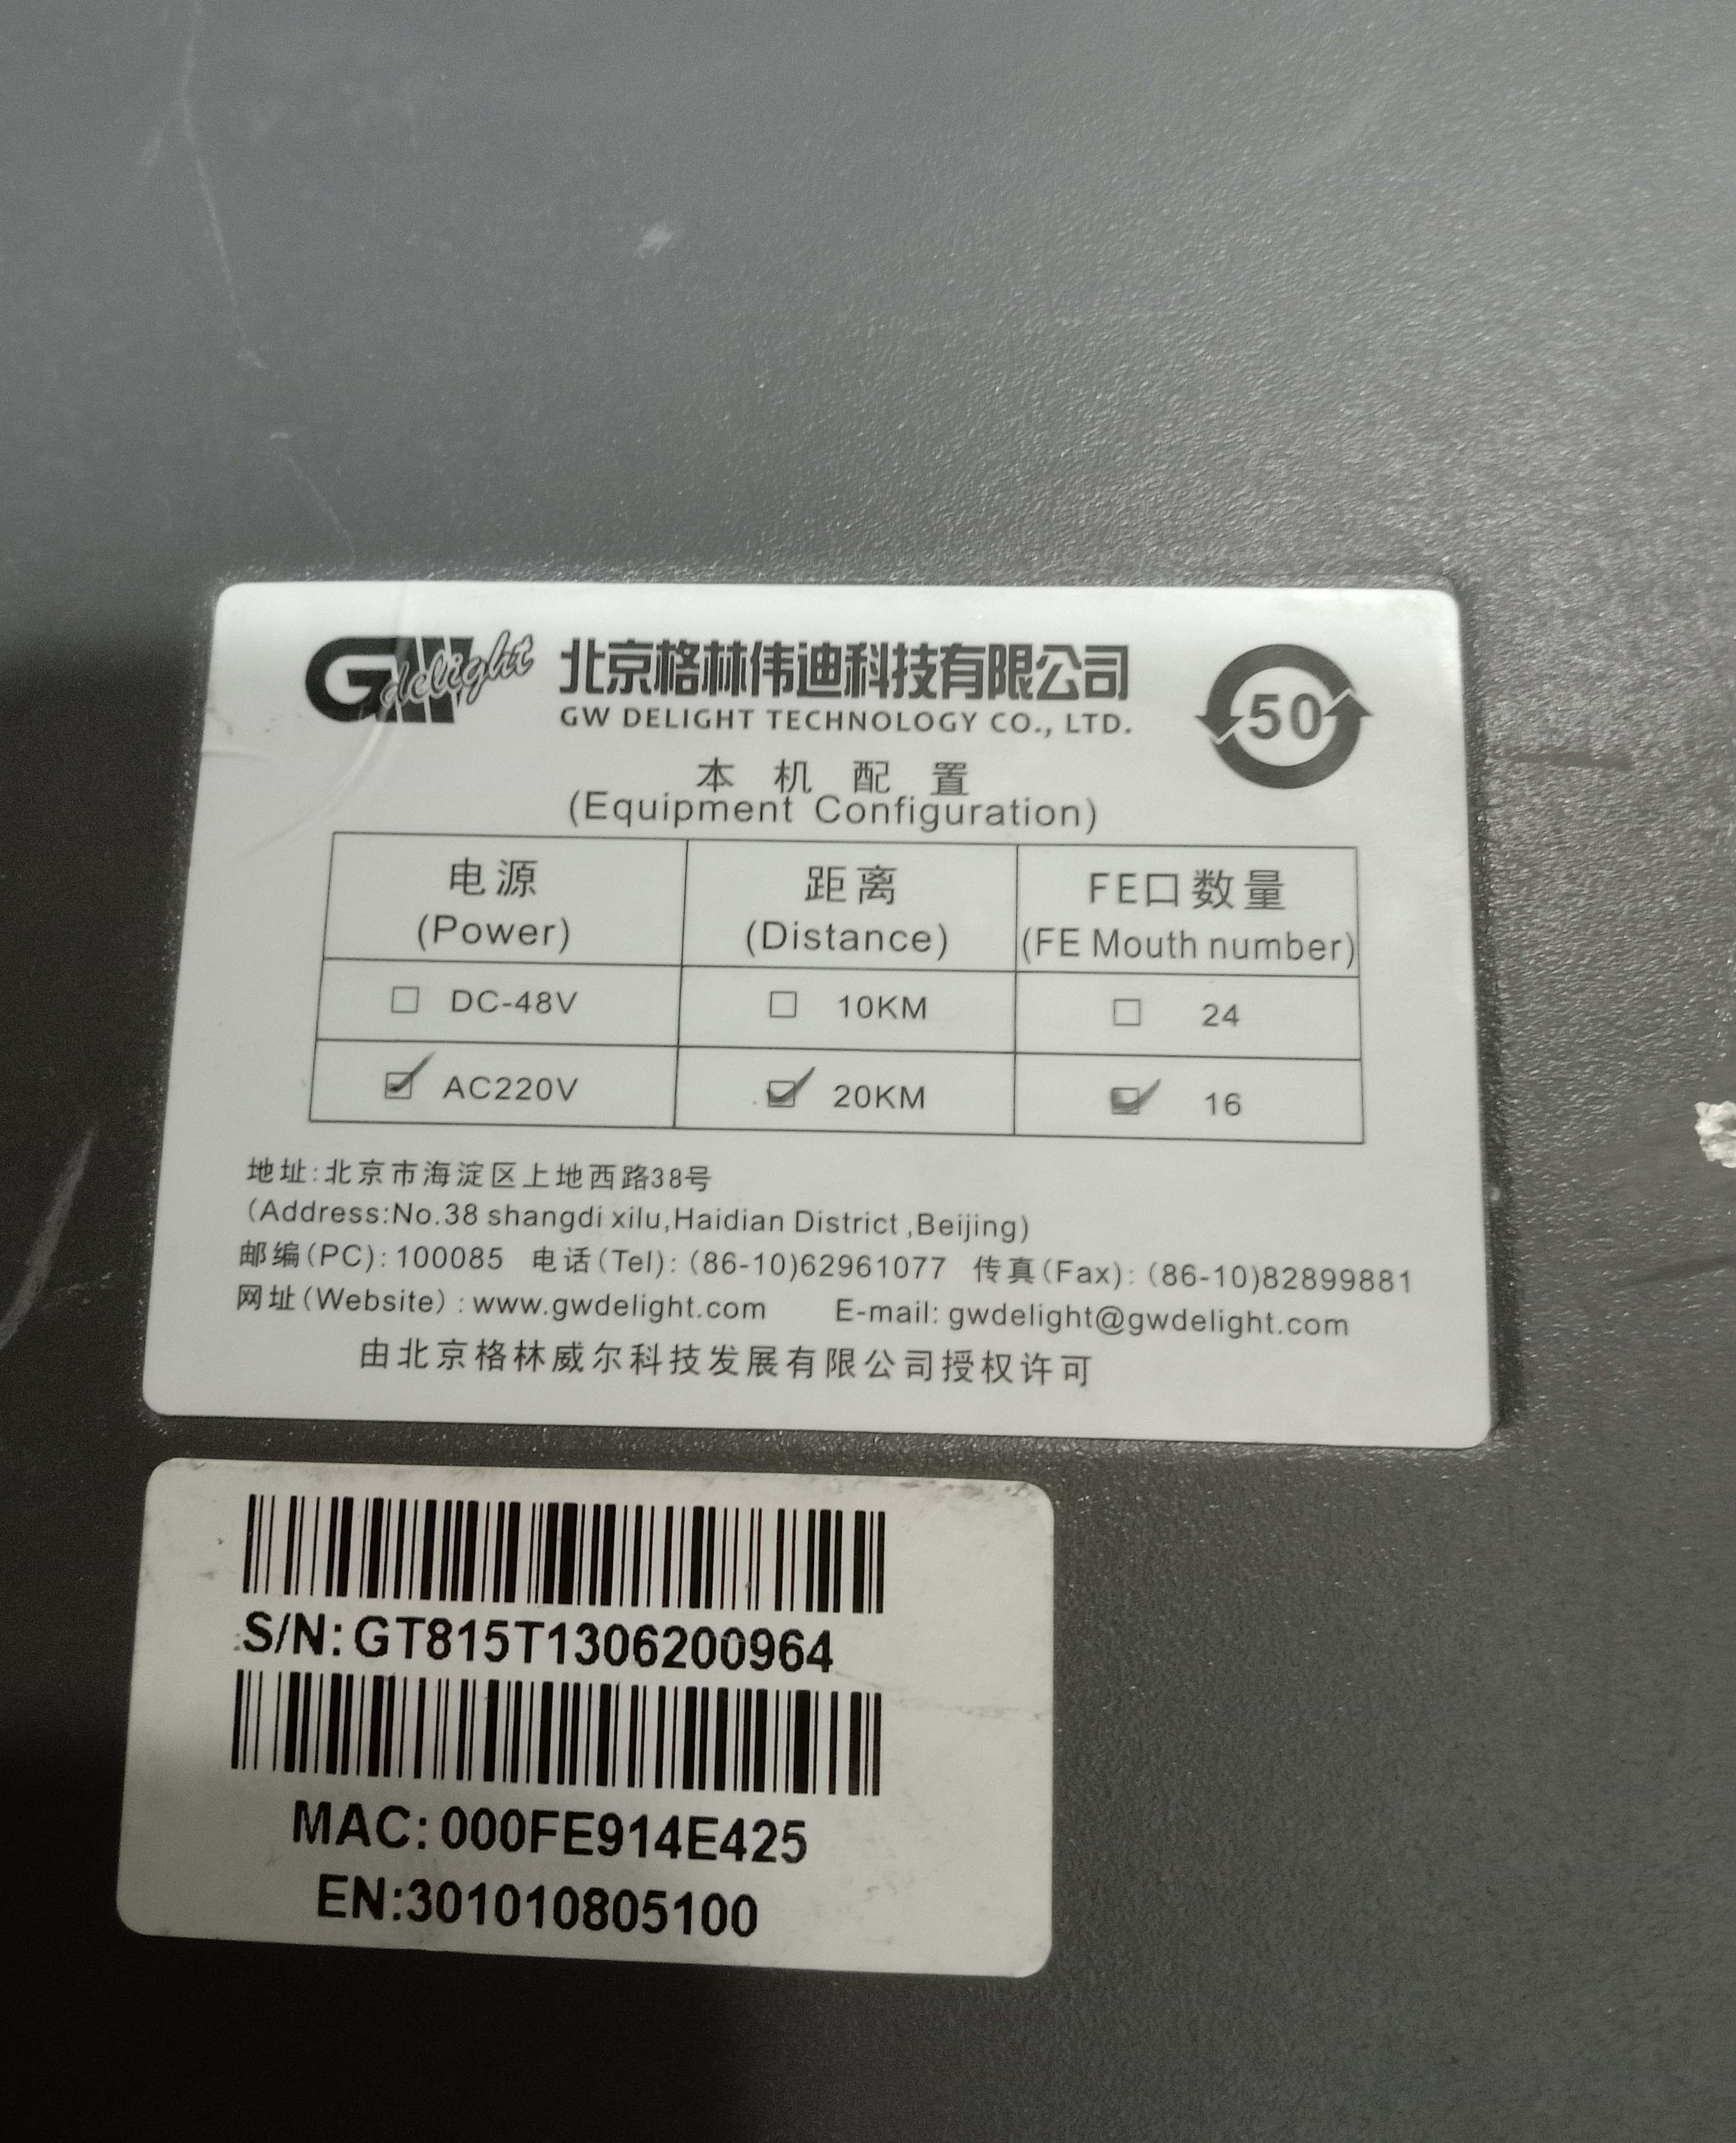 GW delight 北京格林伟迪科技有限公司
GW DELIGHT TECHNOLOGY CO., LTD.
50
本机配置
(Equipment Configuration)
电源 距离 FE口数量
(Power) (Distance) (FE Mouth number)
□ DC-48V □ 10KM □ 24
☑ AC220V ☑ 20KM ☑ 16
地址:北京市海淀区上地西路38号
(Address:No.38 shangdi xilu,Haidian District ,Beijing)
邮编(PC): 100085 电话(Tel): (86-10)62961077 传真(Fax): (86-10)82899881
网址(Website) : www.gwdelight.com E-mail: gwdelight@gwdelight.com
由北京格林威尔科技发展有限公司授权许可
S/N: GT815T1306200964
MAC: 000FE914E425
EN:301010805100